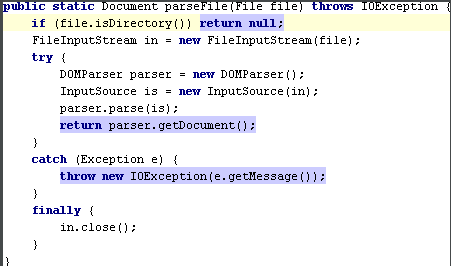 public static Document parseFile(File file) throws IOException {
    if (file.isDirectory()) return null;
    FileInputStream in = new FileInputStream(file);
    try {
        DOMParser parser = new DOMParser();
        InputSource is = new InputSource(in);
        parser.parse(is);
        return parser.getDocument();
    }
    catch (Exception e) {
        throw new IOException(e.getMessage());
    }
    finally {
        in.close();
    }
}